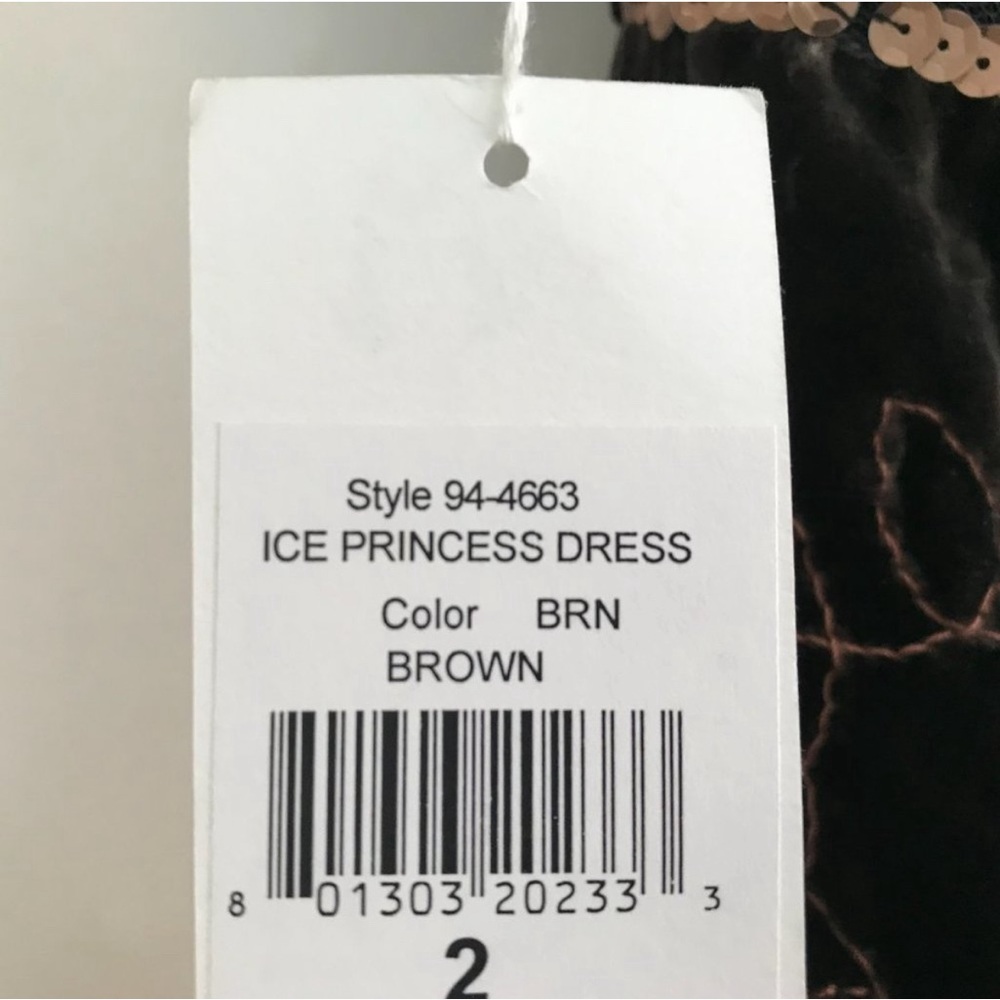 Style 94-4663
ICE PRINCESS DRESS
Color BRN
BROWN
8 01303 20233 3
2